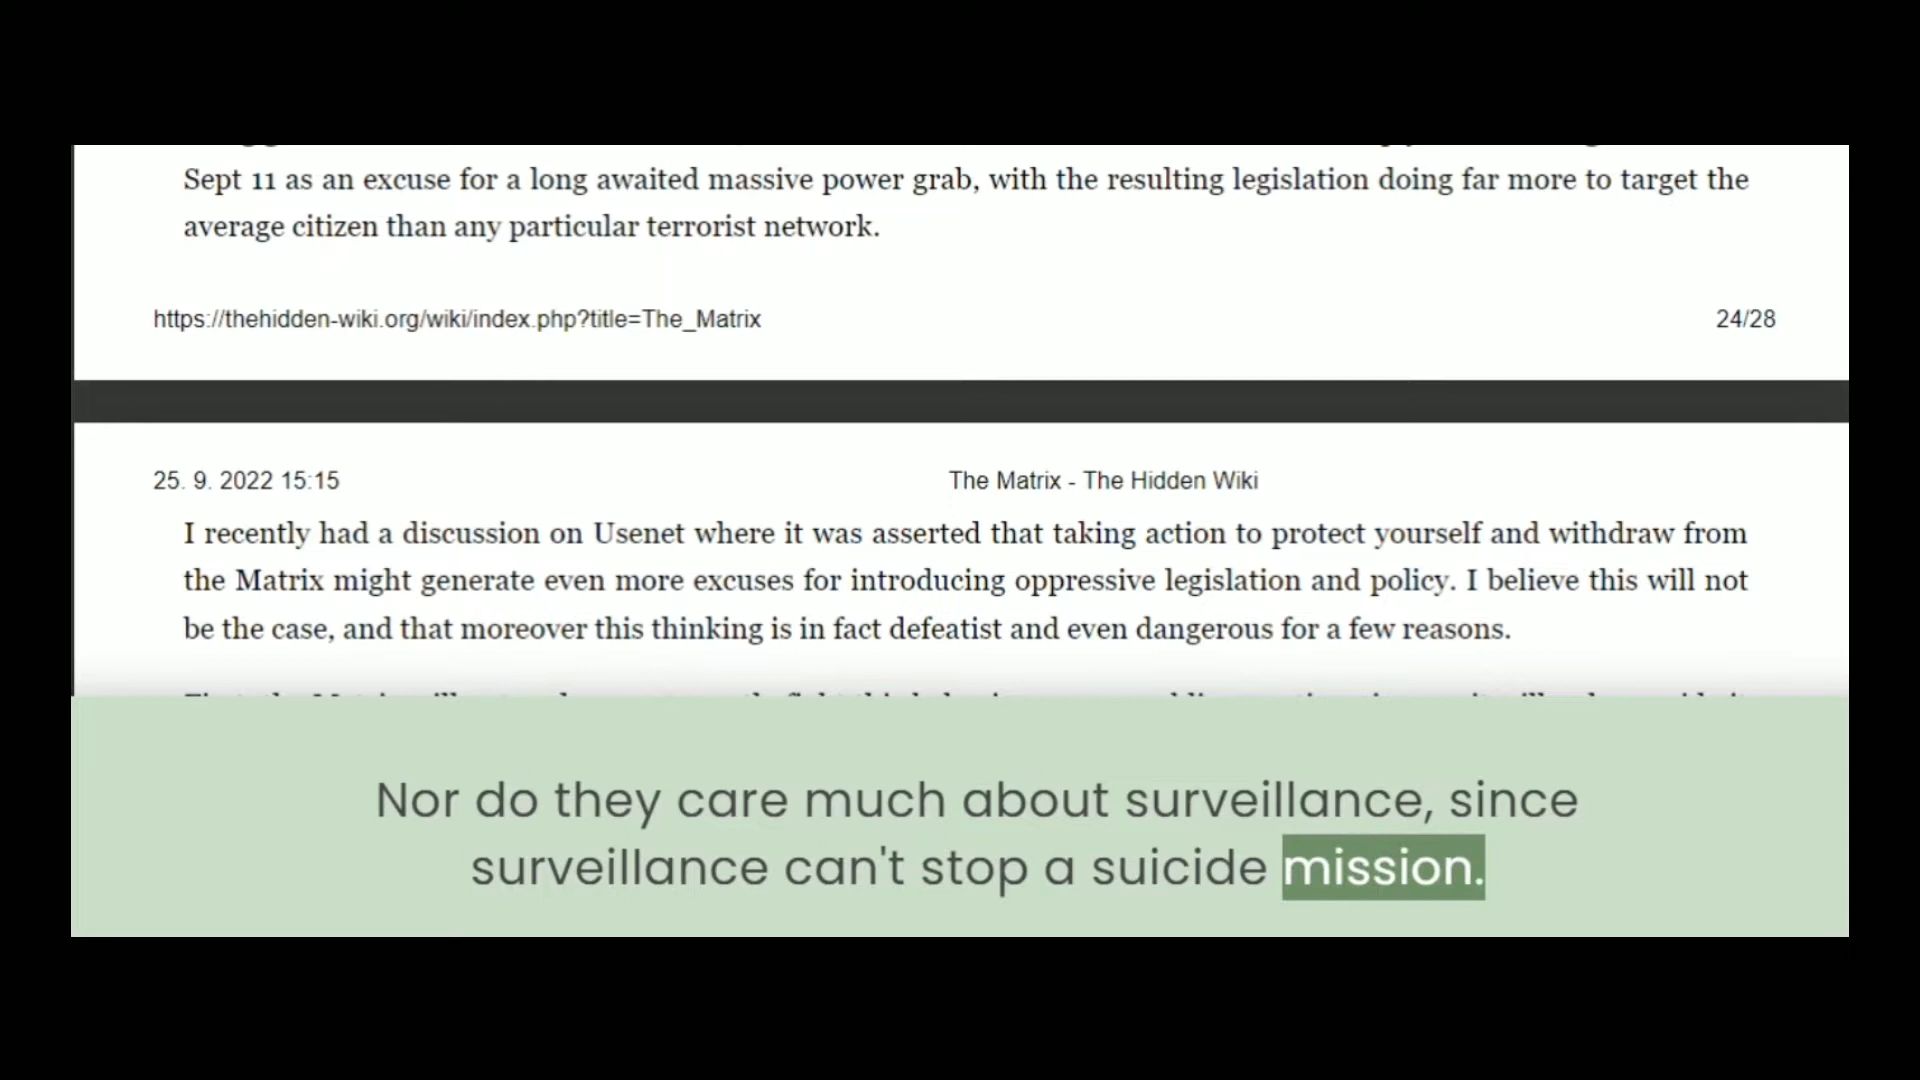 Sept 11 as an excuse for a long awaited massive power grab, with the resulting legislation doing far more to target the
average citizen than any particular terrorist network.
https://thehidden-wiki.org/wiki/index.php?title=The_Matrix 24/28
25. 9. 2022 15:15 The Matrix - The Hidden Wiki
I recently had a discussion on Usenet where it was asserted that taking action to protect yourself and withdraw from
the Matrix might generate even more excuses for introducing oppressive legislation and policy. I believe this will not
be the case, and that moreover this thinking is in fact defeatist and even dangerous for a few reasons.
Nor do they care much about surveillance, since
surveillance can't stop a suicide mission.